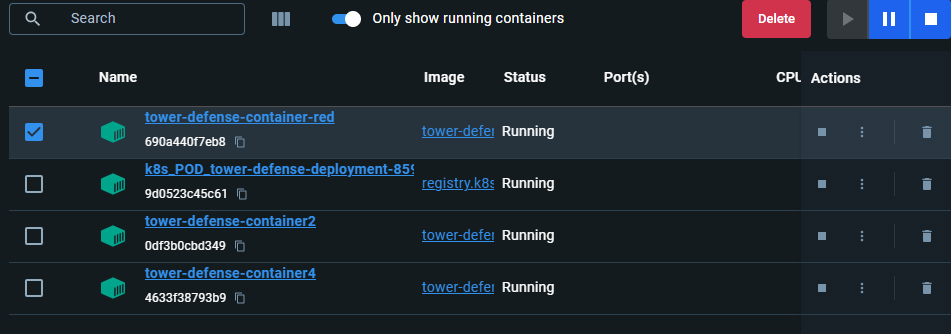 Search
Only show running containers
Delete
Name Image Status Port(s) CPU Actions
tower-defense-container-red
690a440f7eb8
tower-defer Running
k8s_POD_tower-defense-deployment-859
9d0523c45c61
registry.k8s Running
tower-defense-container2
0df3b0cbd349
tower-defer Running
tower-defense-container4
4633f38793b9
tower-defer Running